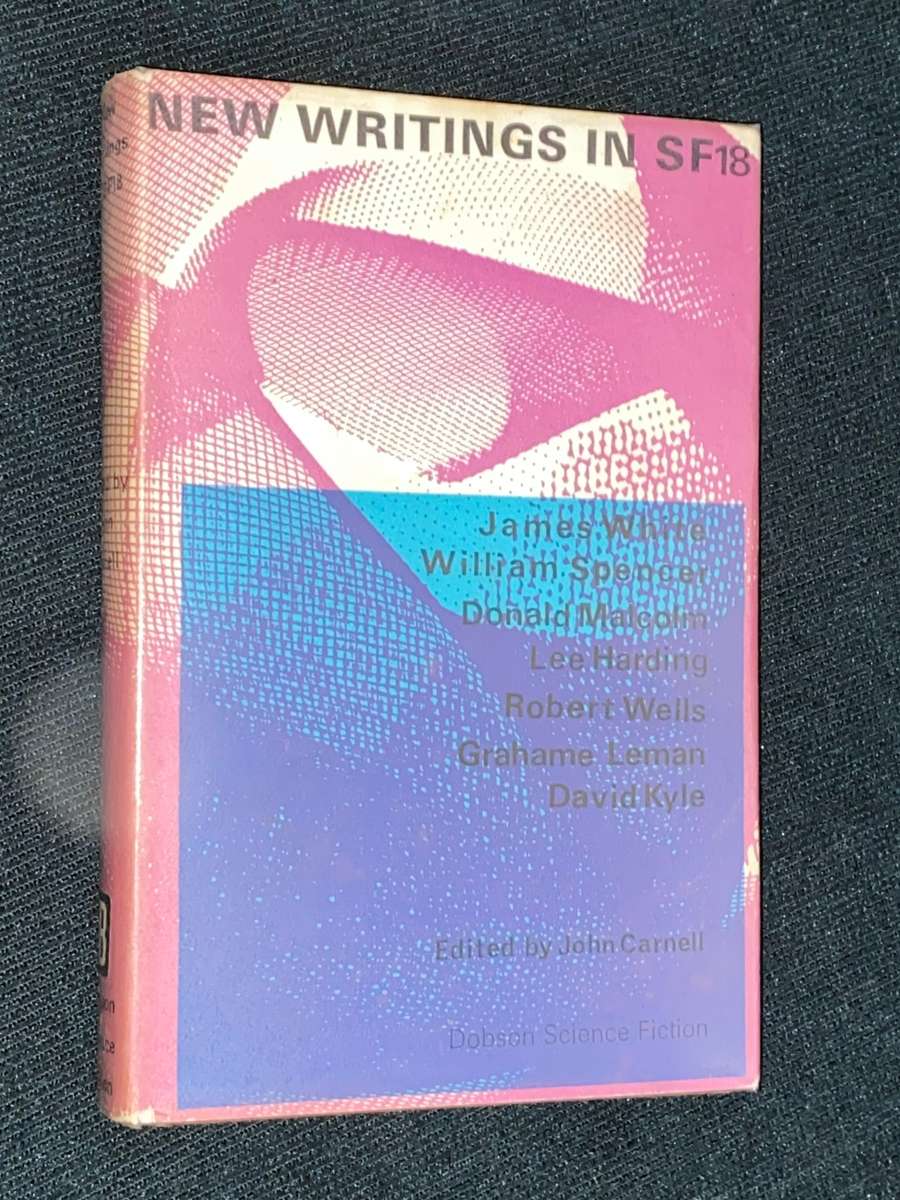 NEW WRITINGS IN SF18
James White
William Spencer
Donald Malcolm
Lee Harding
Robert Wells
Grahame Leman
David Kyle
Edited by John Carnell
Dobson Science Fiction
by